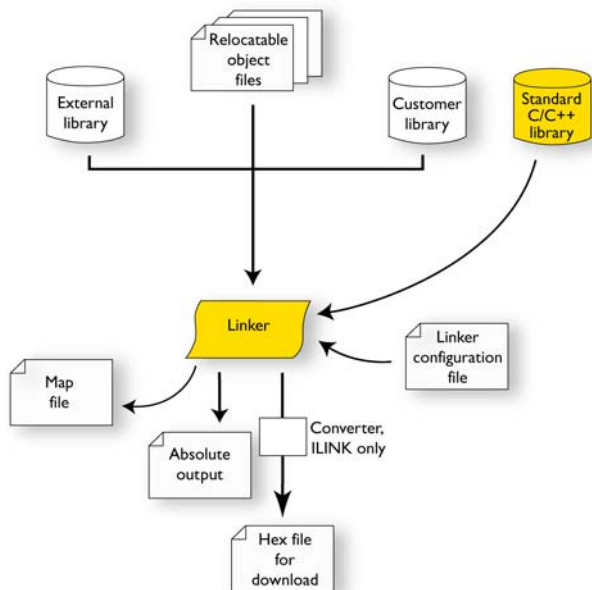 Relocatable
object
files
External
library
Customer
library
Standard
C/C++
library
Linker
Linker
configuration
file
Map
file
Converter,
ILINK only
Absolute
output
Hex file
for
download